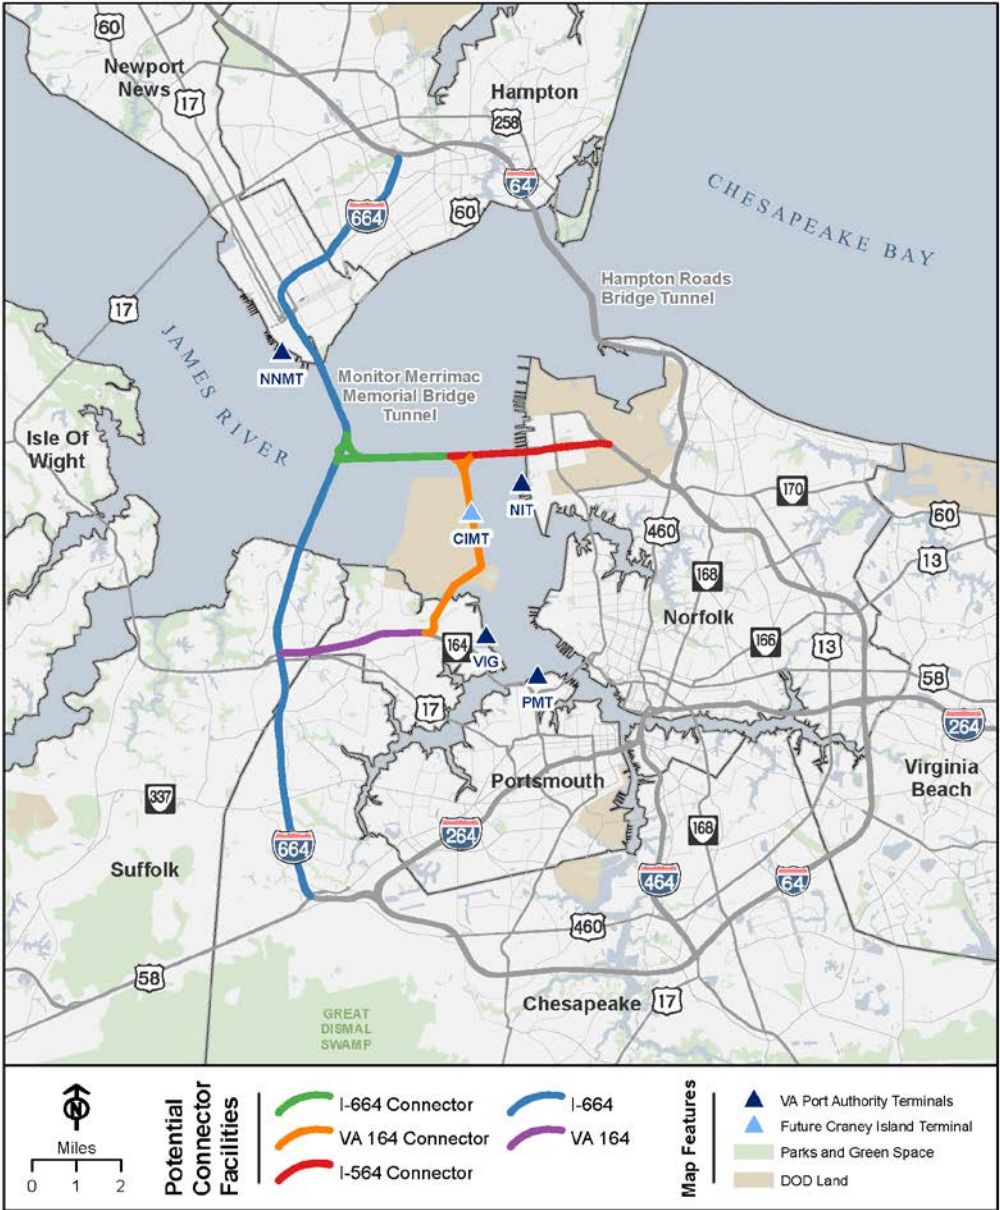 60
Newport
News
17
Hampton
258
64
CHESAPEAKE BAY
664
60
Hampton Roads
Bridge Tunnel
17
JAMES RIVER
NNMT
Monitor Merrimac
Memorial Bridge
Tunnel
Isle Of
Wight
NIT
170
CIMT
460
60
13
168
Norfolk
166
13
164
VIG
58
PMT
17
264
Portsmouth
Virginia
Beach
337
664
264
168
Suffolk
464
64
460
58
Chesapeake
17
GREAT
DISMAL
SWAMP
N
Miles
0 1 2
Potential
Connector
Facilities
I-664 Connector
VA 164 Connector
I-564 Connector
I-664
VA 164
Map Features
VA Port Authority Terminals
Future Craney Island Terminal
Parks and Green Space
DOD Land